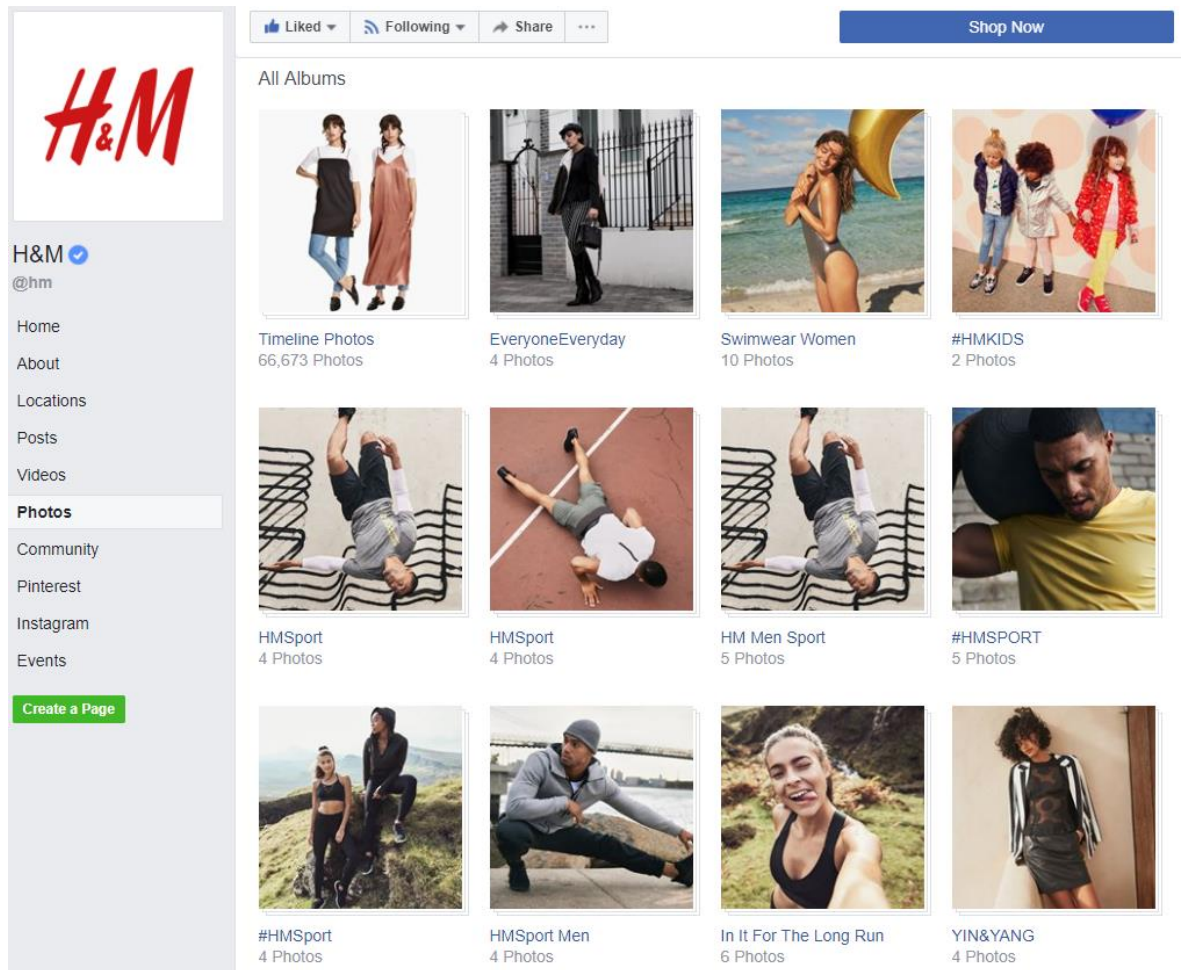 H&M
H&M
@hm
Home
About
Locations
Posts
Videos
Photos
Community
Pinterest
Instagram
Events
Create a Page
Liked
Following
Share
Shop Now
All Albums
Timeline Photos
66,673 Photos
EveryoneEveryday
4 Photos
Swimwear Women
10 Photos
#HMKIDS
2 Photos
HMSport
4 Photos
HMSport
4 Photos
HM Men Sport
5 Photos
#HMSPORT
5 Photos
#HMSport
4 Photos
HMSport Men
4 Photos
In It For The Long Run
6 Photos
YIN&YANG
4 Photos